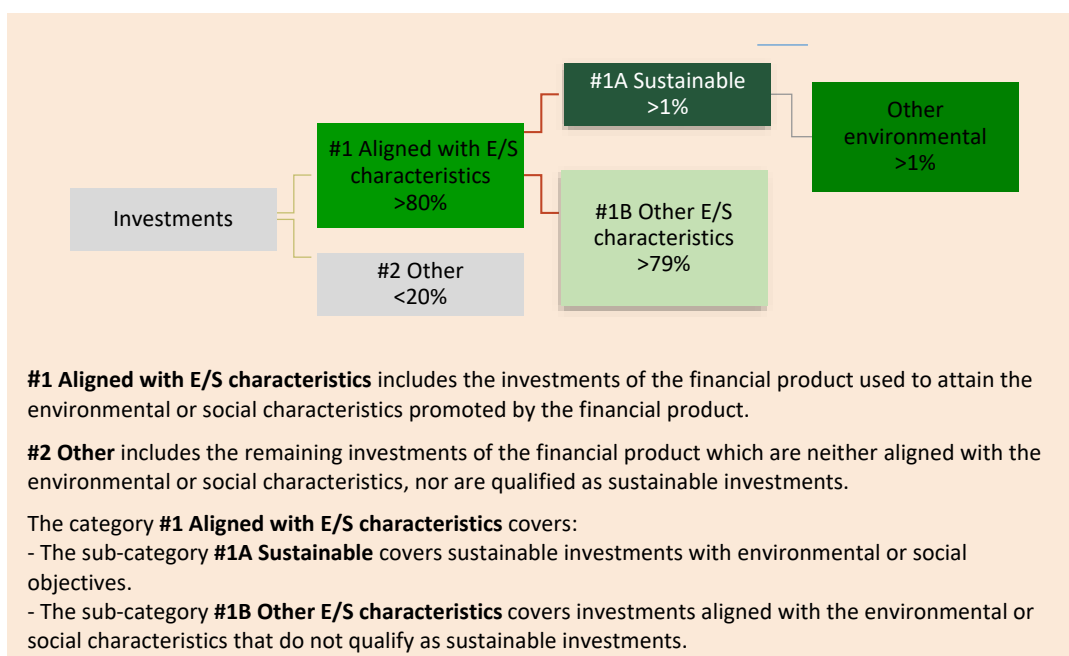 #1A Sustainable
>1%
Other
environmental
>1%
#1 Aligned with E/S
characteristics
>80%
Investments
#1B Other E/S
characteristics
>79%
#2 Other
<20%
#1 Aligned with E/S characteristics includes the investments of the financial product used to attain the
environmental or social characteristics promoted by the financial product.
#2 Other includes the remaining investments of the financial product which are neither aligned with the
environmental or social characteristics, nor are qualified as sustainable investments.
The category #1 Aligned with E/S characteristics covers:
- The sub-category #1A Sustainable covers sustainable investments with environmental or social
objectives.
- The sub-category #1B Other E/S characteristics covers investments aligned with the environmental or
social characteristics that do not qualify as sustainable investments.